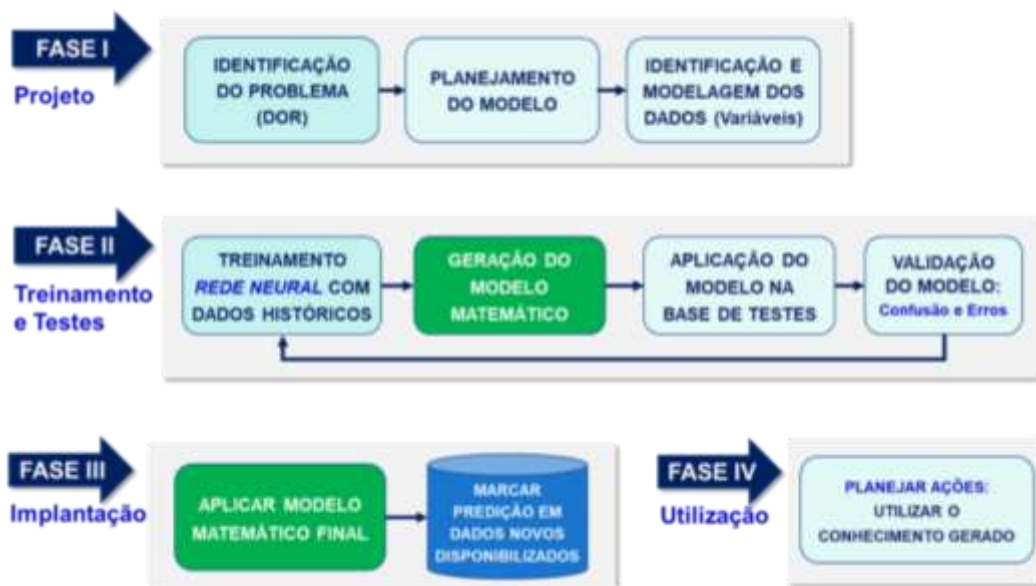 FASE I
Projeto
IDENTIFICAÇÃO
DO PROBLEMA
(DOR)
PLANEJAMENTO
DO MODELO
IDENTIFICAÇÃO E
MODELAGEM DOS
DADOS (Variáveis)
FASE II
Treinamento
e Testes
TREINAMENTO
REDE NEURAL COM
DADOS HISTÓRICOS
GERAÇÃO DO
MODELO
MATEMÁTICO
APLICAÇÃO DO
MODELO NA
BASE DE TESTES
VALIDAÇÃO
DO MODELO:
Confusão e Erros
FASE III
Implantação
APLICAR MODELO
MATEMÁTICO FINAL
MARCAR
PREDIÇÃO EM
DADOS NOVOS
DISPONIBILIZADOS
FASE IV
Utilização
PLANEJAR AÇÕES:
UTILIZAR O
CONHECIMENTO GERADO